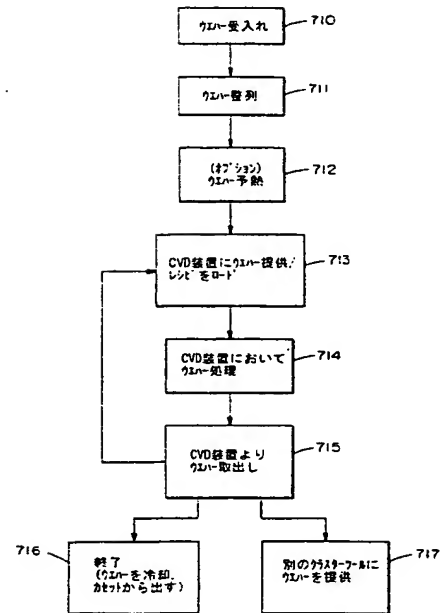 ウエハー受入れ
710
ウエハー整列
711
(オプション)
ウエハー予熱
712
CVD装置にウエハー提供/
レシピをロード
713
CVD装置において
ウエハー処理
714
CVD装置より
ウエハー取出し
715
716
終了
(ウエハーを冷却,
カセットから出す)
別のクラスターツールに
ウエハーを提供
717